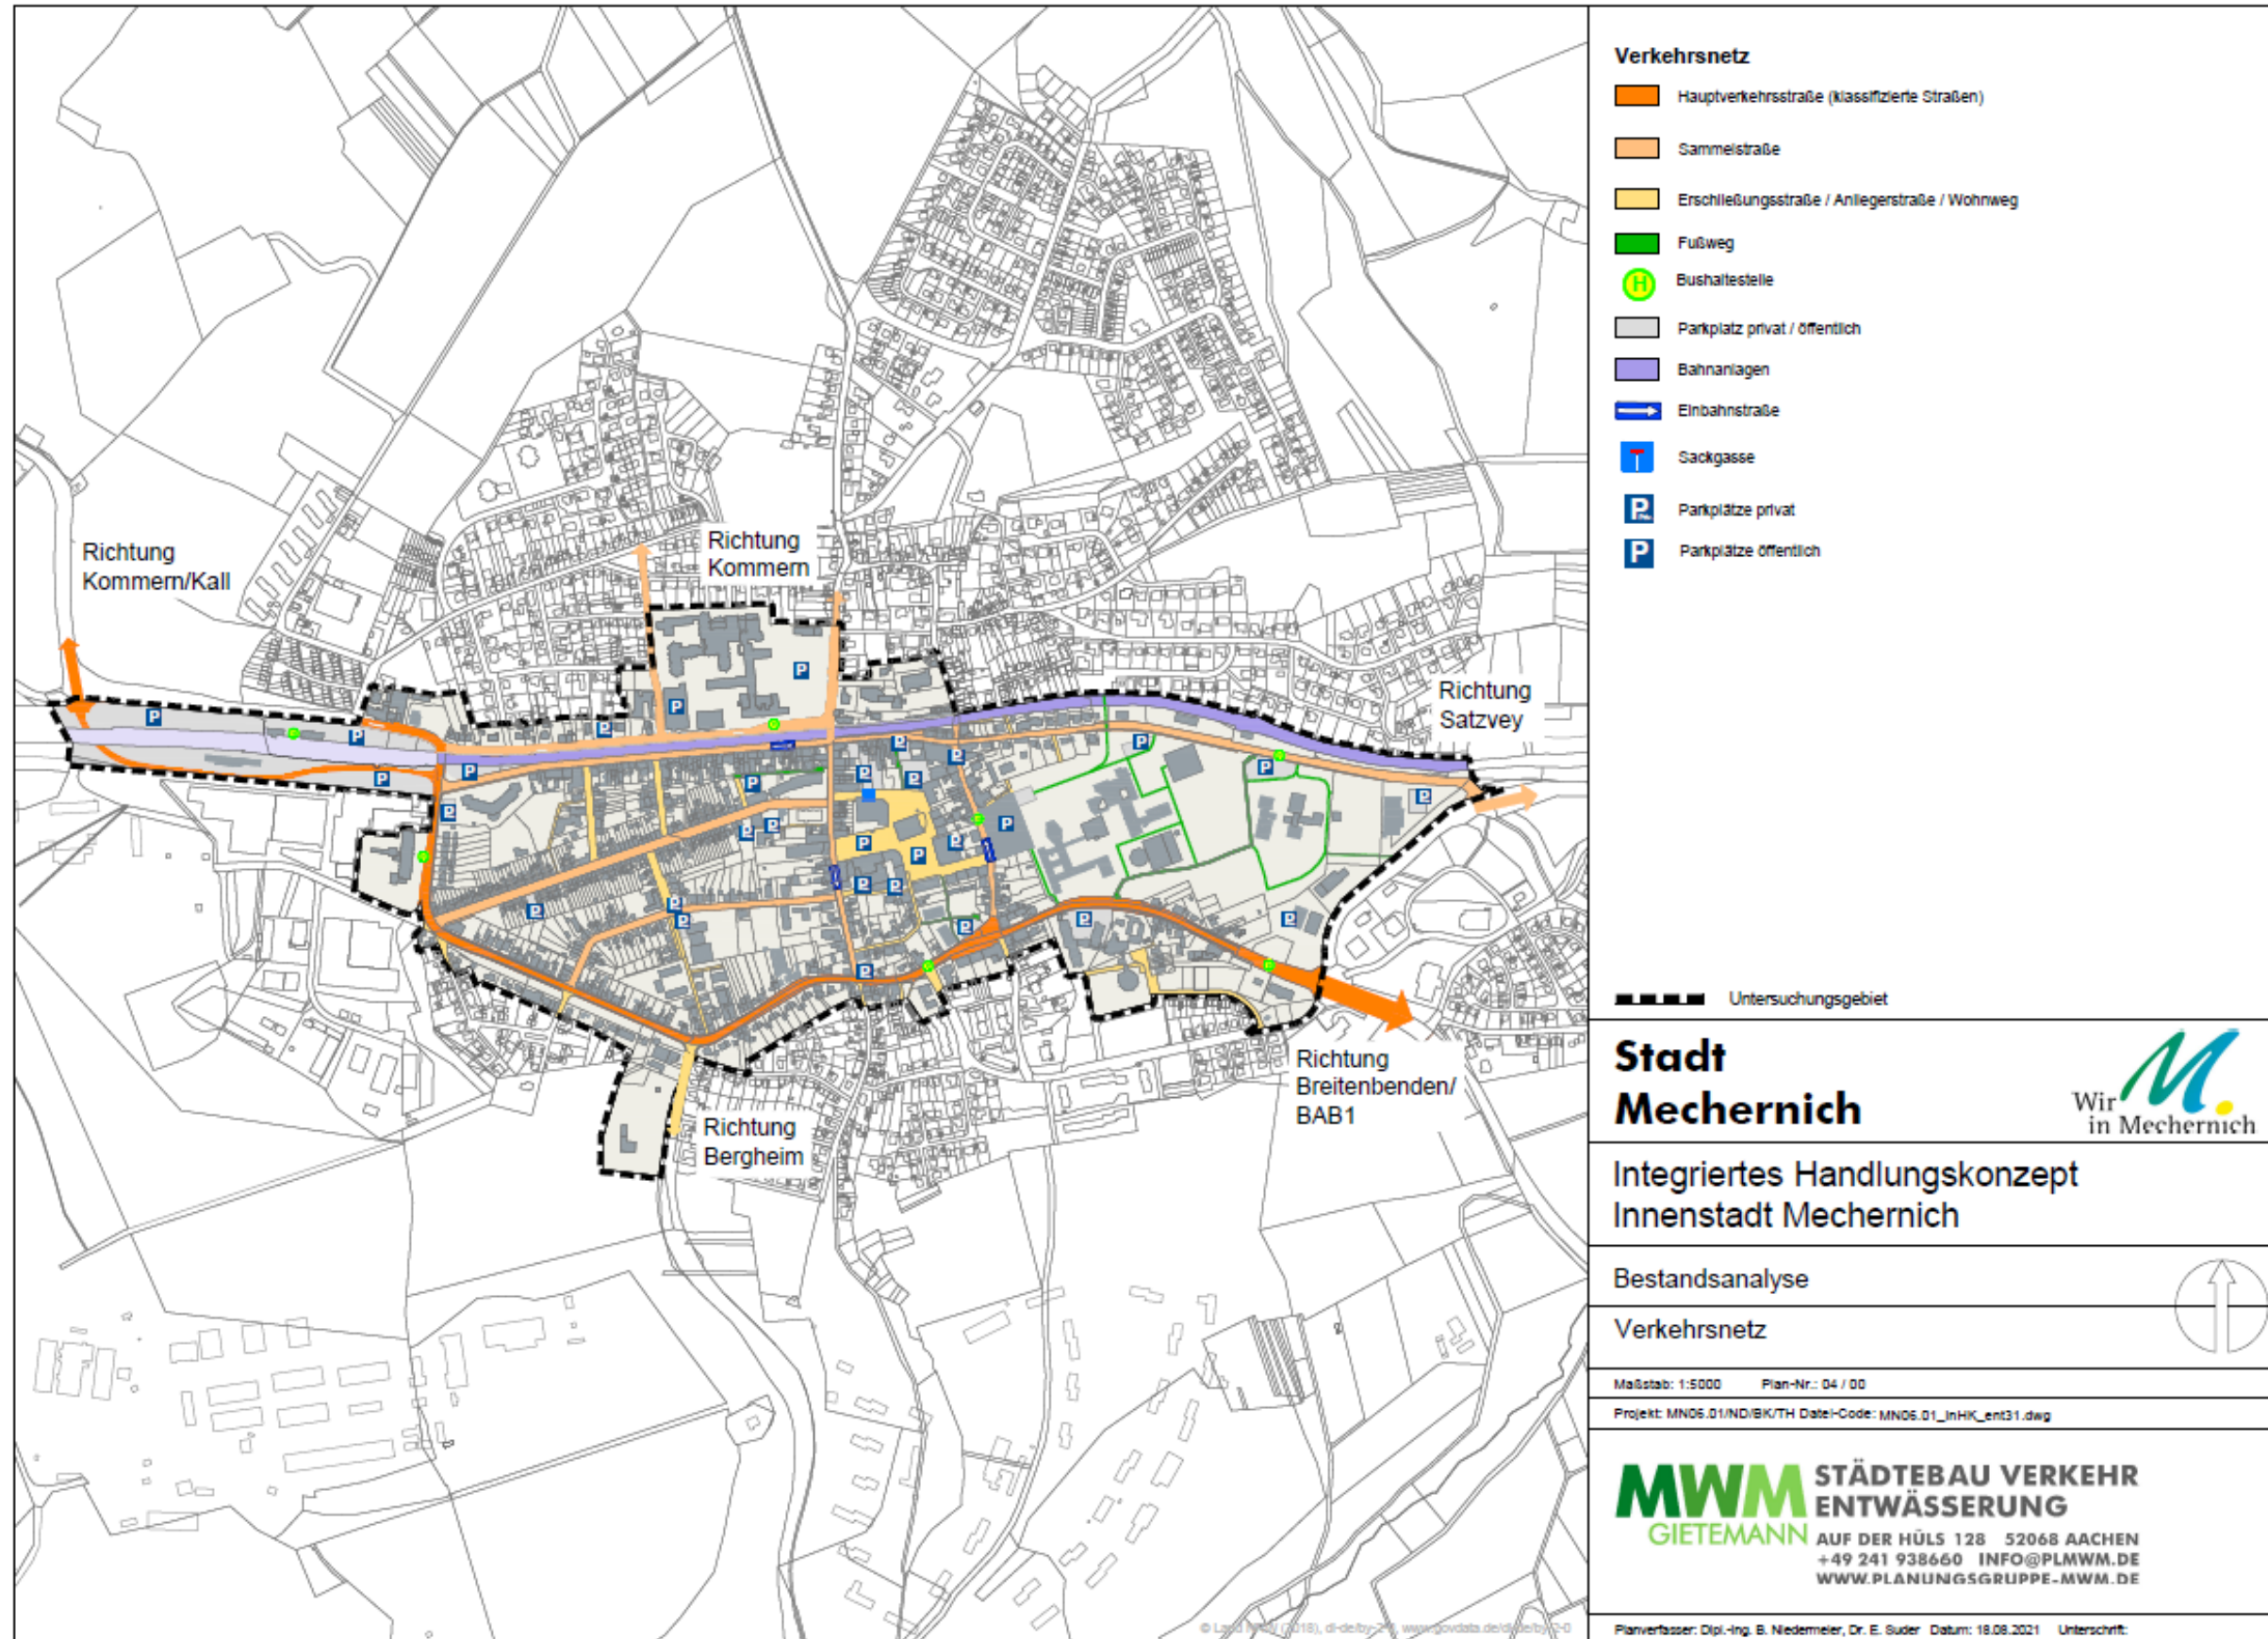 Richtung
Kommern/Kall
Richtung
Kommern
Richtung
Satzvey
Richtung
Breitenbenden/
BAB1
Richtung
Bergheim
Verkehrsnetz
Hauptverkehrsstraße (klassifizierte Straßen)
Sammelstraße
Erschließungsstraße / Anliegerstraße / Wohnweg
Fußweg
H Bushaltestelle
Parkplatz privat / öffentlich
Bahnanlagen
Einbahnstraße
Sackgasse
P Parkplätze privat
P Parkplätze öffentlich
Untersuchungsgebiet
Stadt
Mechernich
Wir
in Mechernich
Integriertes Handlungskonzept
Innenstadt Mechernich
Bestandsanalyse
Verkehrsnetz
Maßstab: 1:5000 Plan-Nr.: 04 / 00
Projekt: MN06.01/ND/BK/TH Datei-Code: MN06.01_InHK_ent31.dwg
MWM
GIETEMANN
STÄDTEBAU VERKEHR
ENTWÄSSERUNG
AUF DER HÜLS 128 52068 AACHEN
+49 241 938660 INFO@PLMWM.DE
WWW.PLANUNGSGRUPPE-MWM.DE
Planverfasser: Dipl.-Ing. B. Niedermeier, Dr. E. Suder Datum: 18.08.2021 Unterschrift: